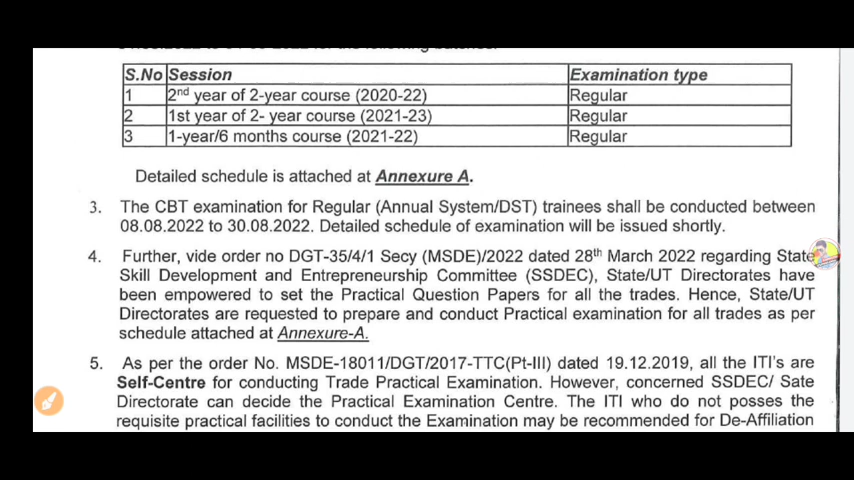 S.No Session Examination type
1 2nd year of 2-year course (2020-22) Regular
2 1st year of 2- year course (2021-23) Regular
3 1-year/6 months course (2021-22) Regular
Detailed schedule is attached at Annexure A.
3. The CBT examination for Regular (Annual System/DST) trainees shall be conducted between
08.08.2022 to 30.08.2022. Detailed schedule of examination will be issued shortly.
4. Further, vide order no DGT-35/4/1 Secy (MSDE)/2022 dated 28th March 2022 regarding State
Skill Development and Entrepreneurship Committee (SSDEC), State/UT Directorates have
been empowered to set the Practical Question Papers for all the trades. Hence, State/UT
Directorates are requested to prepare and conduct Practical examination for all trades as per
schedule attached at Annexure-A.
5. As per the order No. MSDE-18011/DGT/2017-TTC(Pt-III) dated 19.12.2019, all the ITI's are
Self-Centre for conducting Trade Practical Examination. However, concerned SSDEC/ Sate
Directorate can decide the Practical Examination Centre. The ITI who do not posses the
requisite practical facilities to conduct the Examination may be recommended for De-Affiliation